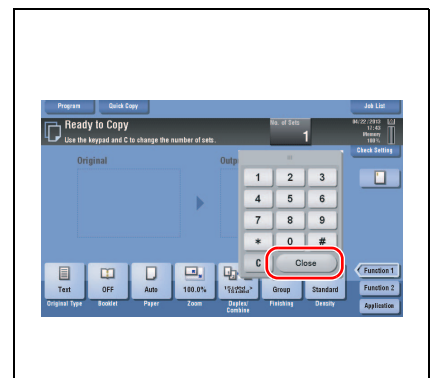 Program
Quick Copy
Job List
Ready to Copy
No. of Sets
1
04/22/2013
17:43
Memory
100%
Use the keypad and C to change the number of sets.
Check Setting
Original
Outp
1 2 3
4 5 6
7 8 9
* 0 #
C Close
Text
OFF
Auto
100.0%
Group
Standard
Function 1
Function 2
Original Type
Booklet
Paper
Zoom
Duplex/
Combine
Finishing
Density
Application